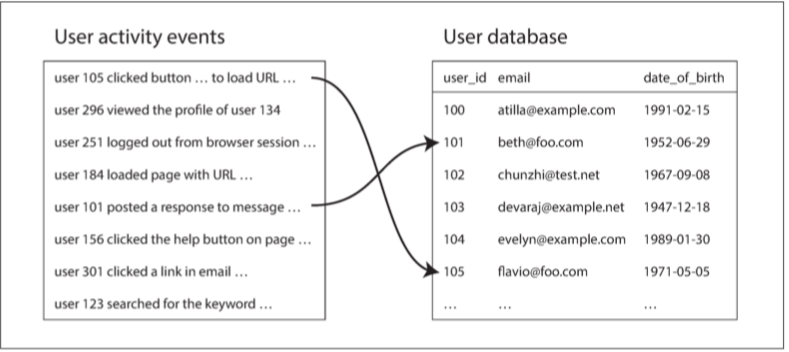 User activity events
user 105 clicked button … to load URL …
user 296 viewed the profile of user 134
user 251 logged out from browser session …
user 184 loaded page with URL …
user 101 posted a response to message …
user 156 clicked the help button on page …
user 301 clicked a link in email …
user 123 searched for the keyword …
User database
user_id email date_of_birth
100 atilla@example.com 1991-02-15
101 beth@foo.com 1952-06-29
102 chunzhi@test.net 1967-09-08
103 devaraj@example.net 1947-12-18
104 evelyn@example.com 1989-01-30
105 flavio@foo.com 1971-05-05
… … …